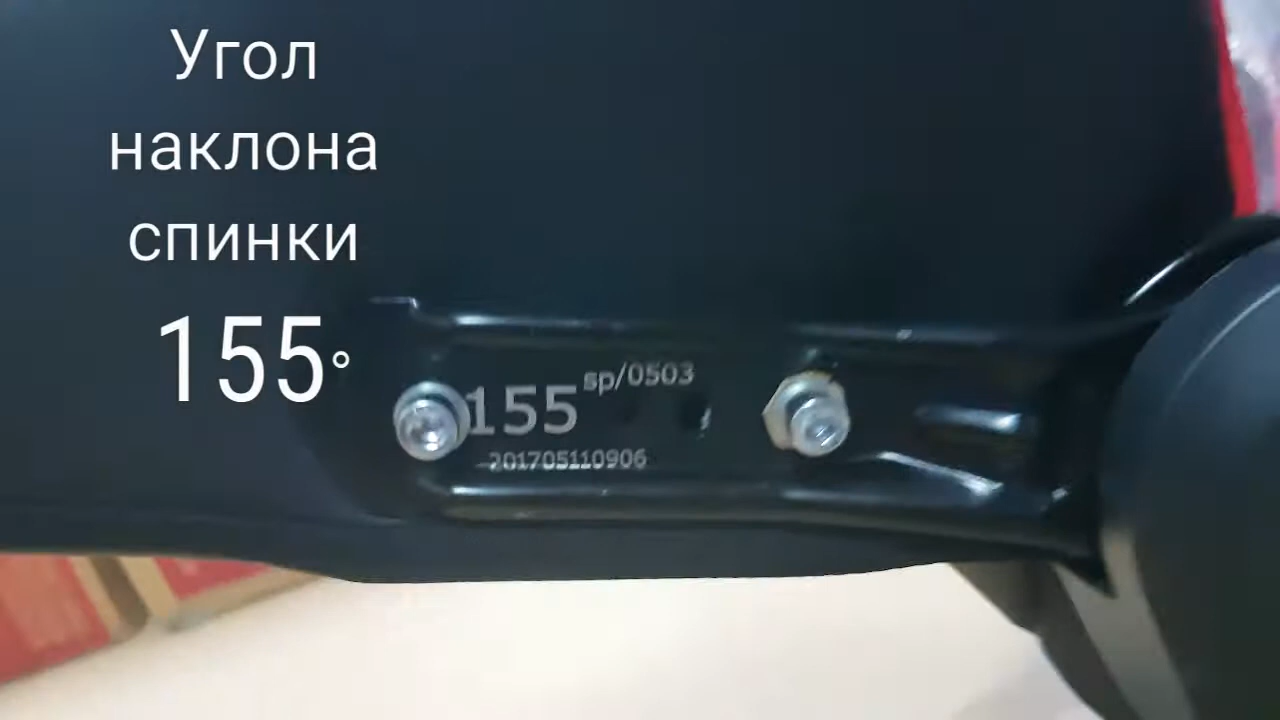 Угол
наклона
спинки
155°
155 sp/0503
201705110906